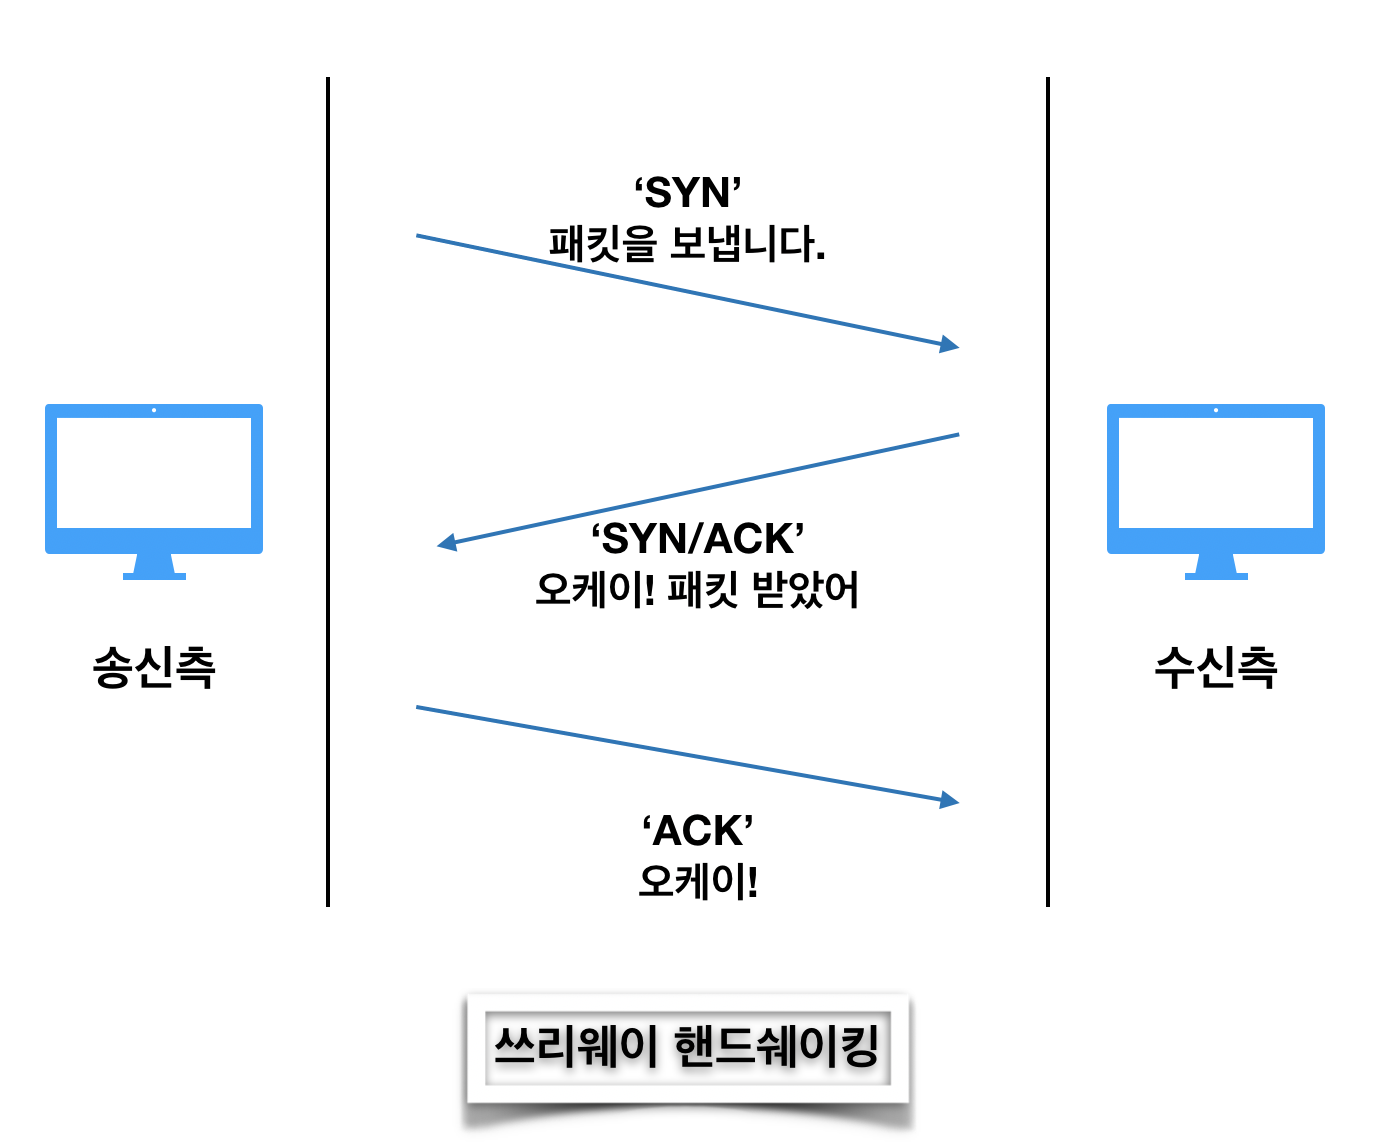 ‘SYN’
패킷을 보냅니다.
‘SYN/ACK’
오케이! 패킷 받았어
송신측
수신측
‘ACK’
오케이!
쓰리웨이 핸드쉐이킹